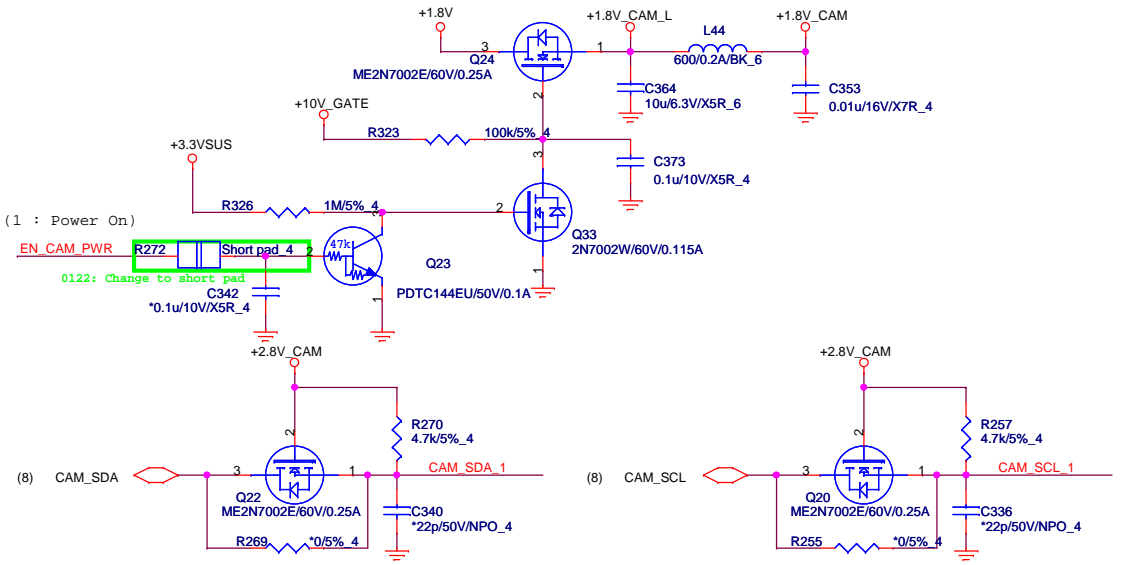 +1.8V
+1.8V_CAM_L
+1.8V_CAM
L44
3
1
Q24
600/0.2A/BK_6
ME2N7002E/60V/0.25A
C364
10u/6.3V/X5R_6
C353
0.01u/16V/X7R_4
2
+10V_GATE
R323
100k/5%_4
+3.3VSUS
3
C373
0.1u/10V/X5R_4
R326
1M/5%_4
3
2
(1 : Power On)
Q33
2N7002W/60V/0.115A
EN_CAM_PWR
R272
Short pad_4
2
47k
1
0122: Change to short pad
Q23
C342
*0.1u/10V/X5R_4
PDTC144EU/50V/0.1A
1
+2.8V_CAM
+2.8V_CAM
2
R270
4.7k/5%_4
2
R257
4.7k/5%_4
(8)
CAM_SDA
3
1
CAM_SDA_1
(8)
CAM_SCL
3
1
CAM_SCL_1
Q22
ME2N7002E/60V/0.25A
C340
*22p/50V/NPO_4
Q20
ME2N7002E/60V/0.25A
C336
*22p/50V/NPO_4
R269
*0/5%_4
R255
*0/5%_4